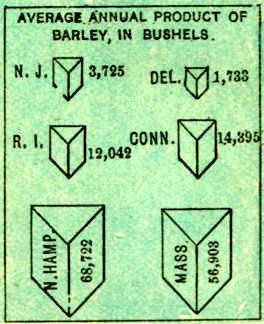 AVERAGE ANNUAL PRODUCT OF
BARLEY, IN BUSHELS.
N. J. 3,725 DEL. 1,733
R. I. 12,042 CONN. 14,395
N. HAMP. 68,722 MASS. 56,903